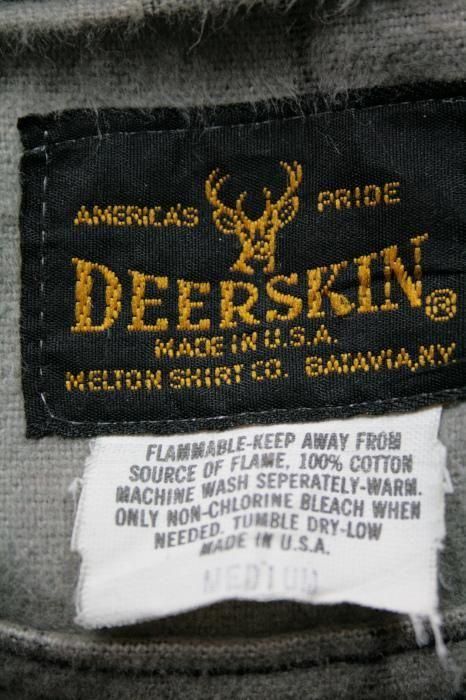 AMERICA'S PRIDE
DEERSKIN®
MADE IN U.S.A.
MELTON SHIRT CO. BATAVIA, NY
FLAMMABLE-KEEP AWAY FROM
SOURCE OF FLAME, 100% COTTON
MACHINE WASH SEPERATELY-WARM.
ONLY NON-CHLORINE BLEACH WHEN
NEEDED. TUMBLE DRY-LOW
MADE IN U.S.A.
MEDIUM